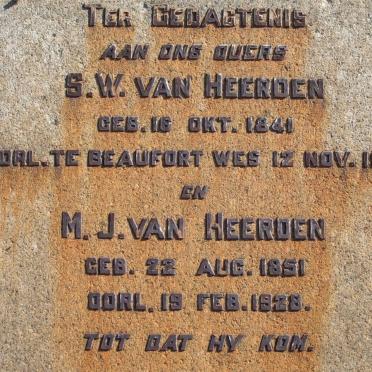 TER GEDAGTENIS
AAN ONS OUERS
S.W. VAN HEERDEN
GEB. 16 OKT. 1841
TE BEAUFORT WES 12 NOV.
EN
M.J. VAN HEERDEN
GEB. 22 AUG. 1851
OORL. 19 FEB. 1928.
TOT DAT HY KOM.